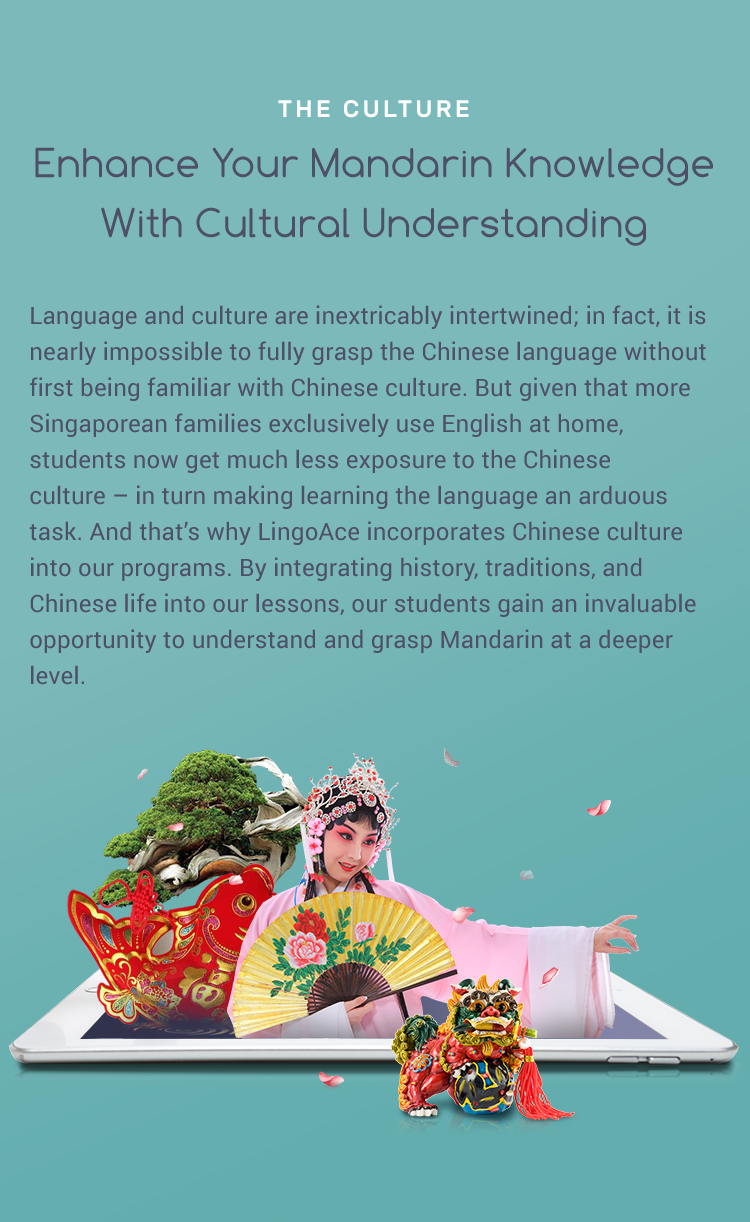 THE CULTURE
Enhance Your Mandarin Knowledge
With Cultural Understanding
Language and culture are inextricably intertwined; in fact, it is
nearly impossible to fully grasp the Chinese language without
first being familiar with Chinese culture. But given that more
Singaporean families exclusively use English at home,
students now get much less exposure to the Chinese
culture – in turn making learning the language an arduous
task. And that’s why LingoAce incorporates Chinese culture
into our programs. By integrating history, traditions, and
Chinese life into our lessons, our students gain an invaluable
opportunity to understand and grasp Mandarin at a deeper
level.
福